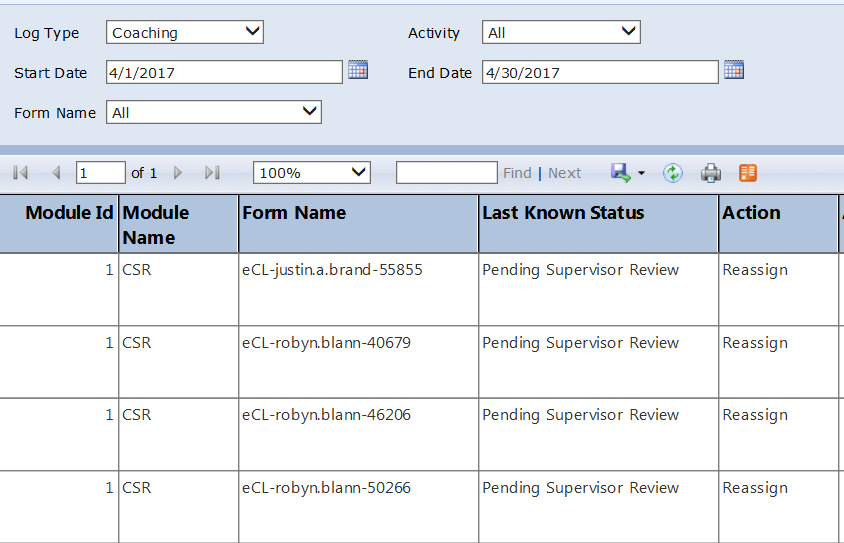 Log Type Coaching Activity All
Start Date 4/1/2017 End Date 4/30/2017
Form Name All
1 of 1 100% Find | Next
Module Id Module Name Form Name Last Known Status Action
1 CSR eCL-justin.a.brand-55855 Pending Supervisor Review Reassign
1 CSR eCL-robyn.blann-40679 Pending Supervisor Review Reassign
1 CSR eCL-robyn.blann-46206 Pending Supervisor Review Reassign
1 CSR eCL-robyn.blann-50266 Pending Supervisor Review Reassign